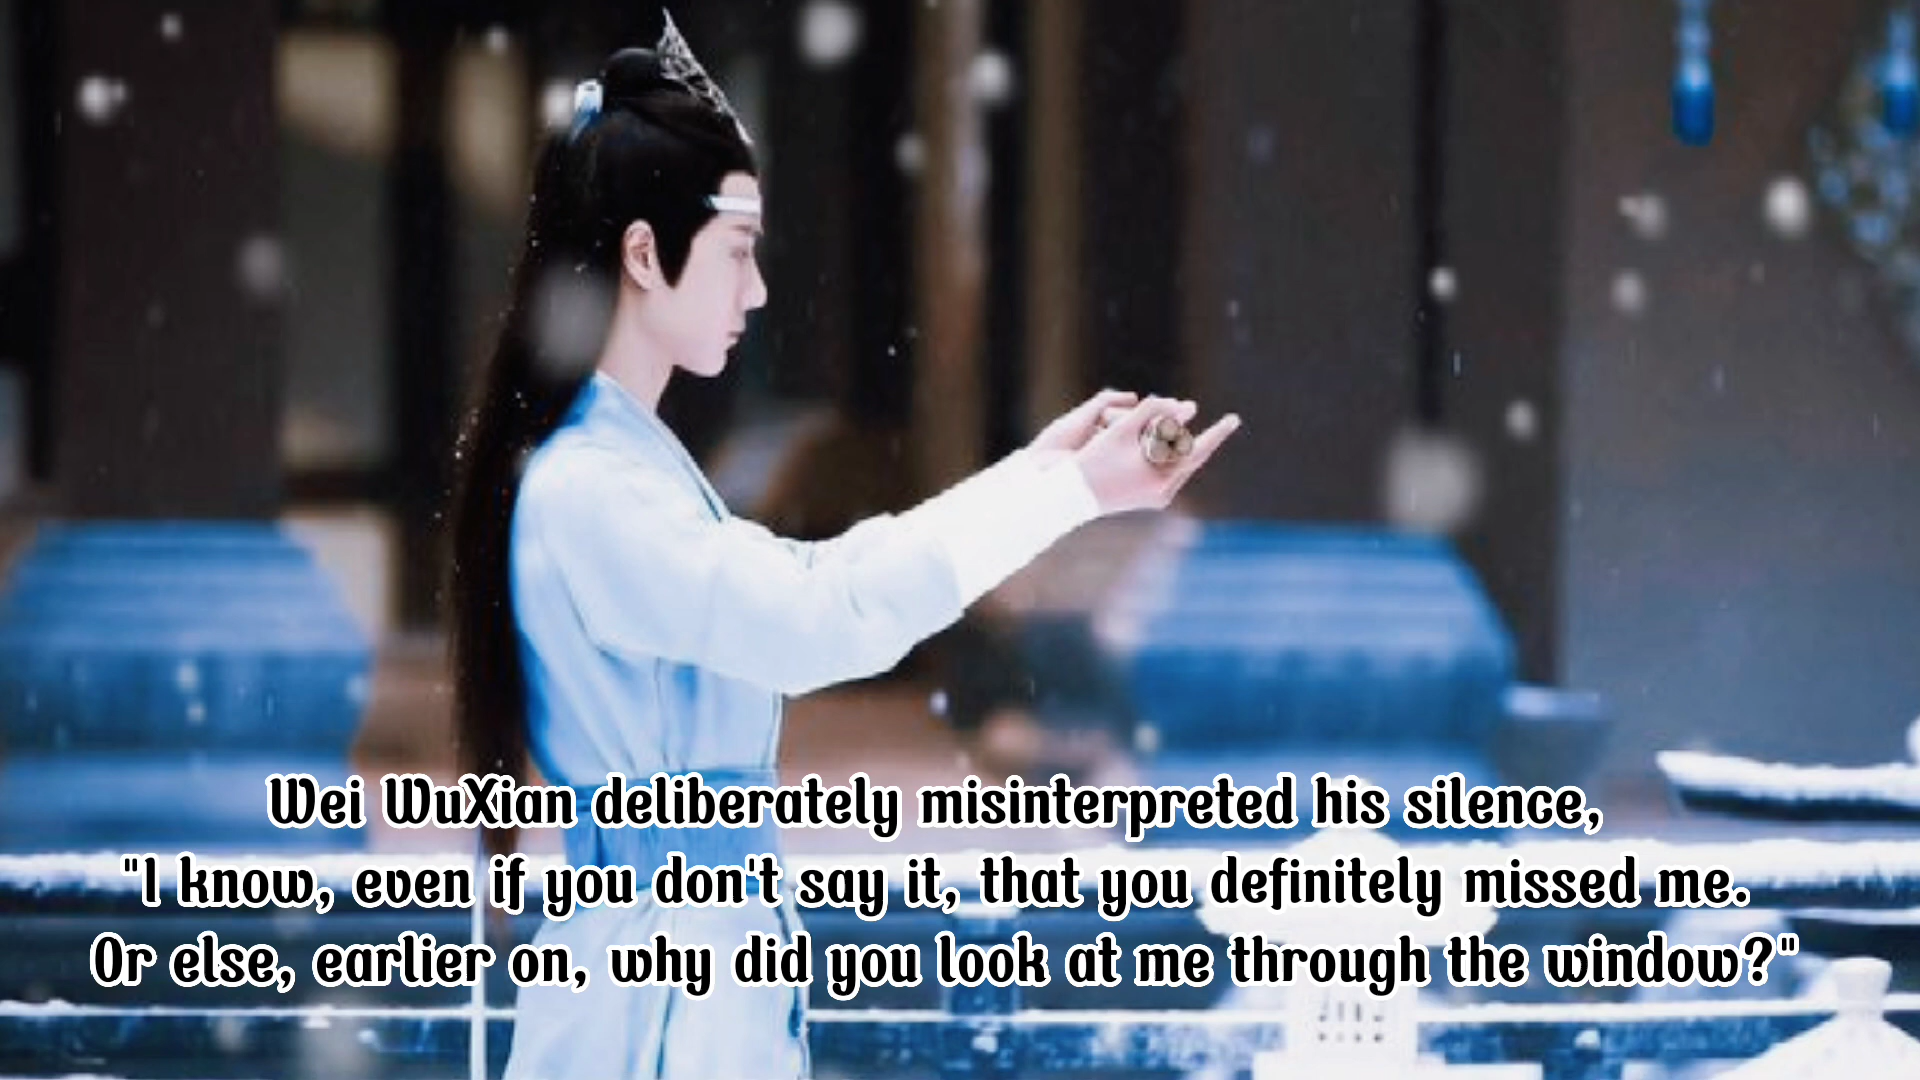 Wei WuXian deliberately misinterpreted his silence,
"I know, even if you don't say it, that you definitely missed me.
Or else, earlier on, why did you look at me through the window?"